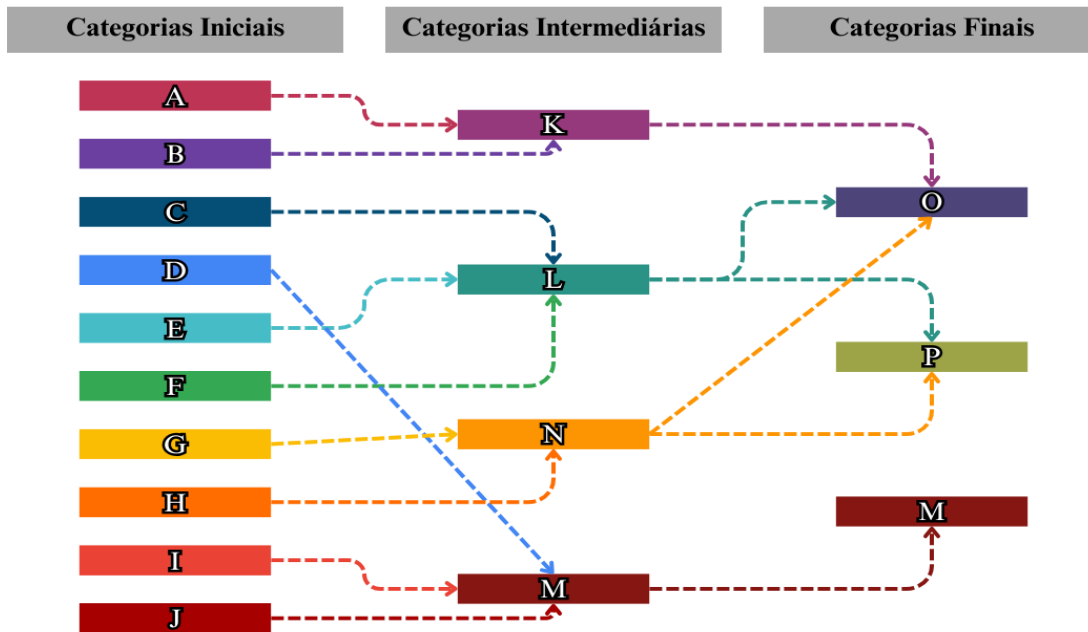 Categorias Iniciais
Categorias Intermediárias
Categorias Finais
A
B
C
D
E
F
G
H
I
J
K
L
N
M
O
P
M